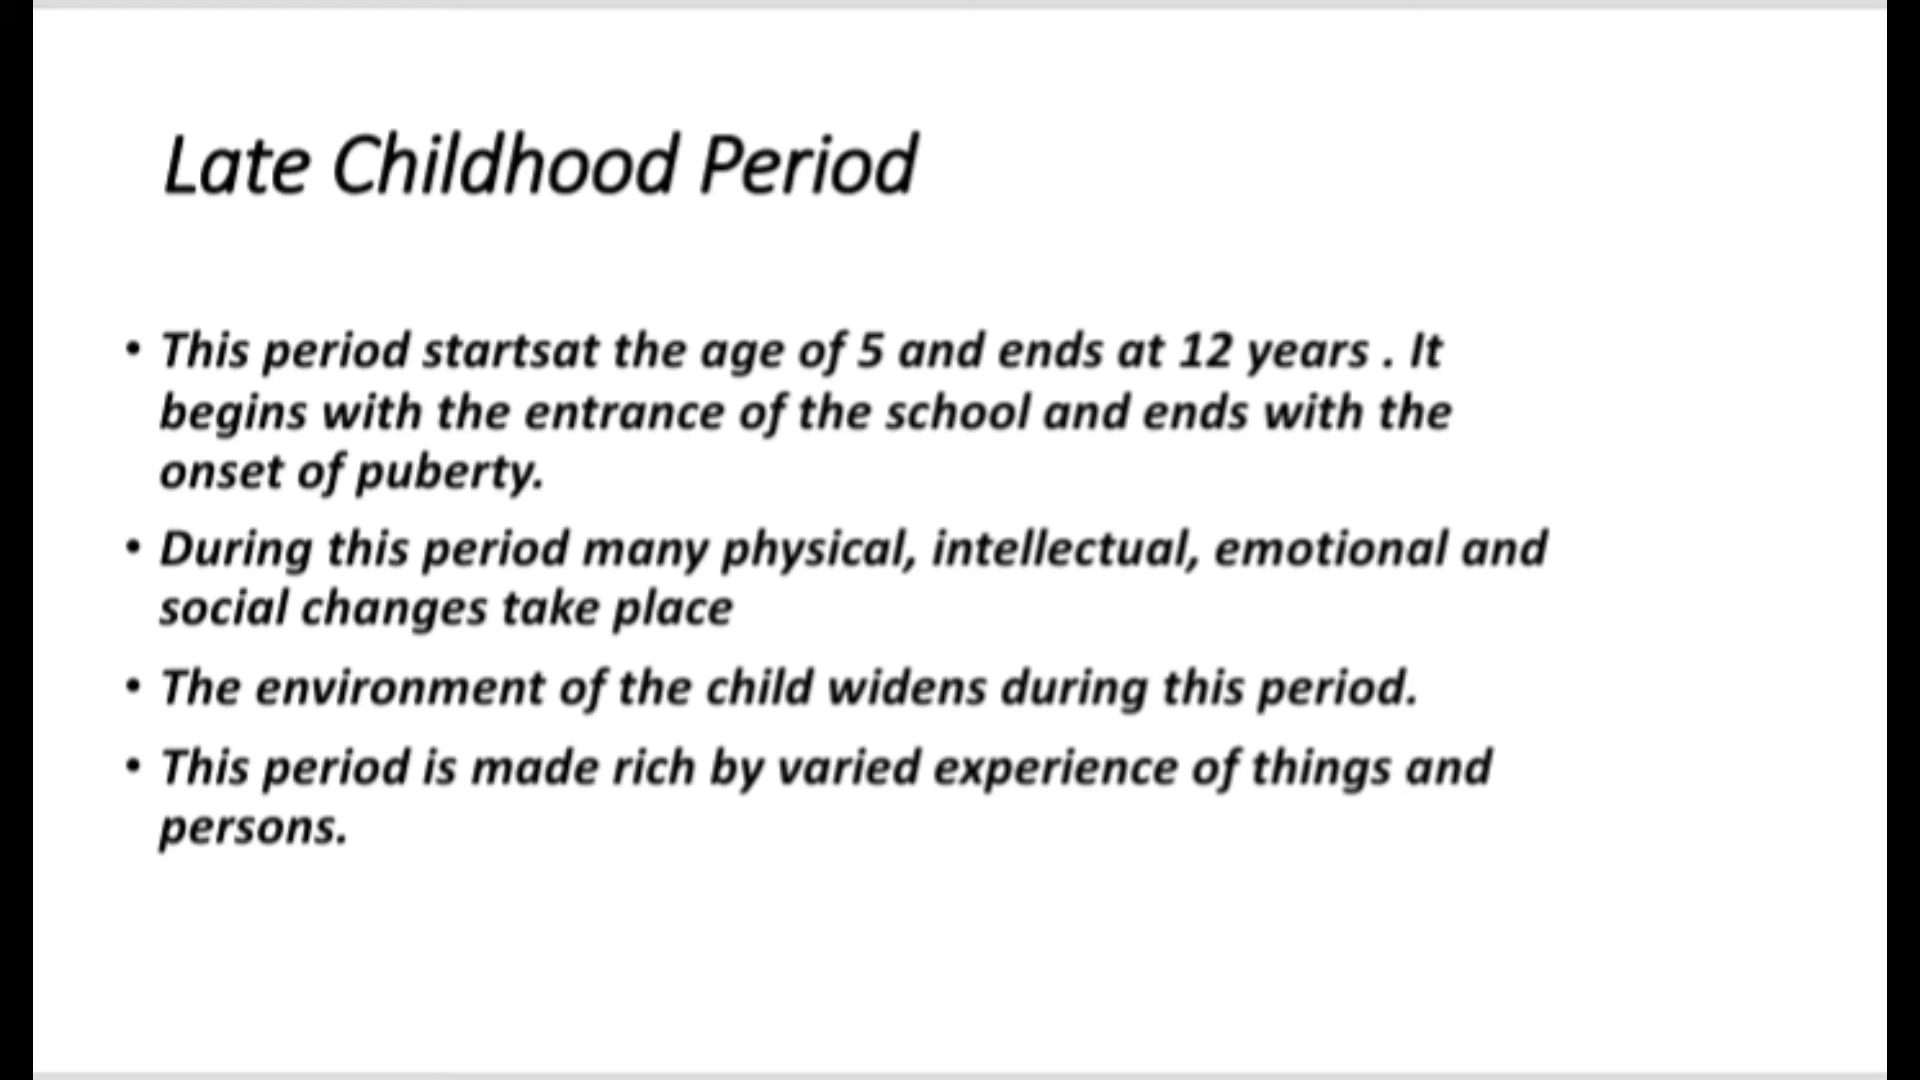 Late Childhood Period
• This period startsat the age of 5 and ends at 12 years . It
begins with the entrance of the school and ends with the
onset of puberty.
• During this period many physical, intellectual, emotional and
social changes take place
• The environment of the child widens during this period.
• This period is made rich by varied experience of things and
persons.